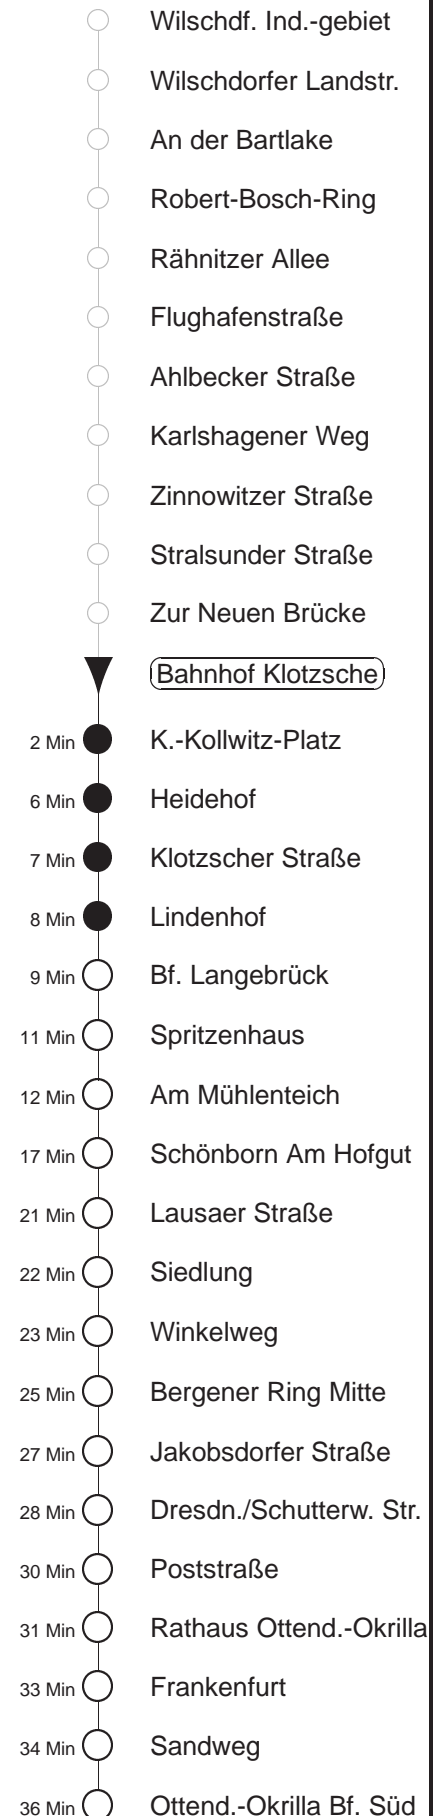 Wilschdf. Ind.-gebiet
Wilschdorfer Landstr.
An der Bartlake
Robert-Bosch-Ring
Rähnitzer Allee
Flughafenstraße
Ahlbecker Straße
Karlshagener Weg
Zinnowitzer Straße
Stralsunder Straße
Zur Neuen Brücke
Bahnhof Klotzsche
2 Min K.-Kollwitz-Platz
6 Min Heidehof
7 Min Klotzscher Straße
8 Min Lindenhof
9 Min Bf. Langebrück
11 Min Spritzenhaus
12 Min Am Mühlenteich
17 Min Schönborn Am Hofgut
21 Min Lausaer Straße
22 Min Siedlung
23 Min Winkelweg
25 Min Bergener Ring Mitte
27 Min Jakobsdorfer Straße
28 Min Dresdn./Schutterw. Str.
30 Min Poststraße
31 Min Rathaus Ottend.-Okrilla
33 Min Frankenfurt
34 Min Sandweg
36 Min Ottend.-Okrilla Bf. Süd